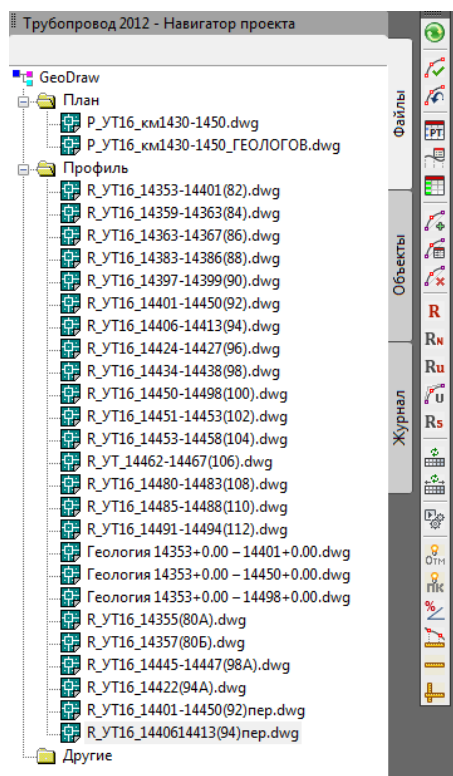 Трубопровод 2012 - Навигатор проекта
GeoDraw
План
P_УТ16_км1430-1450.dwg
P_УТ16_км1430-1450_ГЕОЛОГОВ.dwg
Профиль
R_УТ16_14353-14401(82).dwg
R_УТ16_14359-14363(84).dwg
R_УТ16_14363-14367(86).dwg
R_УТ16_14383-14386(88).dwg
R_УТ16_14397-14399(90).dwg
R_УТ16_14401-14450(92).dwg
R_УТ16_14406-14413(94).dwg
R_УТ16_14424-14427(96).dwg
R_УТ16_14434-14438(98).dwg
R_УТ16_14450-14498(100).dwg
R_УТ16_14451-14453(102).dwg
R_УТ16_14453-14458(104).dwg
R_УТ_14462-14467(106).dwg
R_УТ16_14480-14483(108).dwg
R_УТ16_14485-14488(110).dwg
R_УТ16_14491-14494(112).dwg
Геология 14353+0.00 – 14401+0.00.dwg
Геология 14353+0.00 – 14450+0.00.dwg
Геология 14353+0.00 – 14498+0.00.dwg
R_УТ16_14355(80А).dwg
R_УТ16_14357(80Б).dwg
R_УТ16_14445-14447(98А).dwg
R_УТ16_14422(94А).dwg
R_УТ16_14401-14450(92)пер.dwg
R_УТ16_1440614413(94)пер.dwg
Другие
Файлы
Объекты
Журнал
PT
R
RN
Ru
U
R5
ОТМ
ПК
%